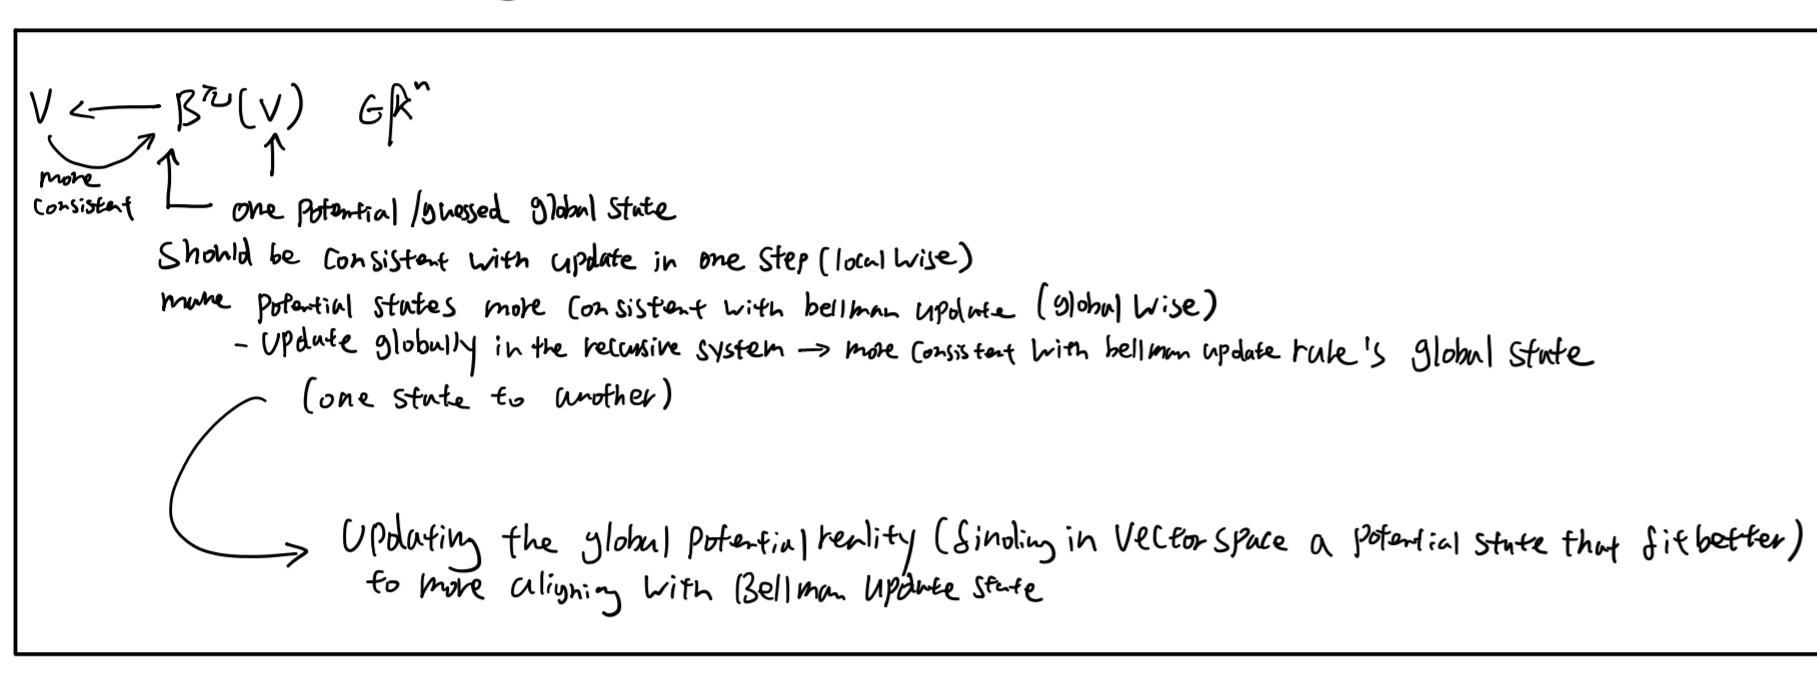 V ← B^π(V) ∈ R^n
more
consistent
one potential/guessed global state
should be consistent with update in one step (local wise)
make potential states more consistent with bellman update (global wise)
- update globally in the recursive system → more consistent with bellman update rule's global state
(one state to another)
Updating the global potential reality (finding in vector space a potential state that fit better)
to more aligning with Bellman update state